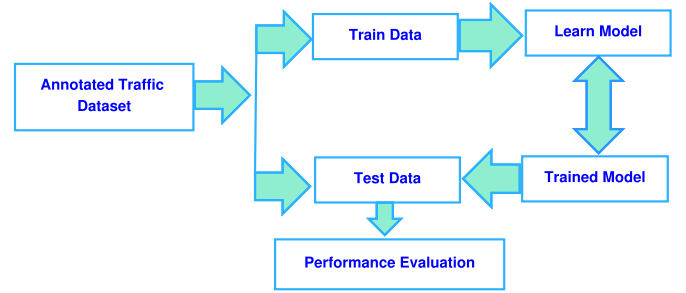 Annotated Traffic
Dataset
Train Data
Learn Model
Test Data
Trained Model
Performance Evaluation